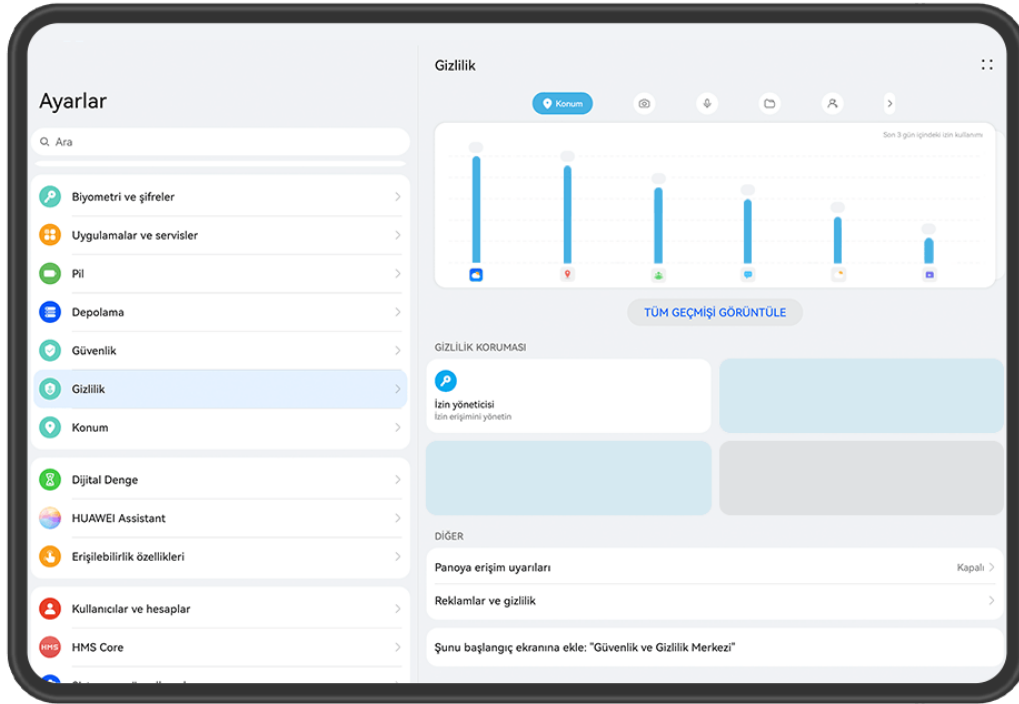 Ayarlar
Ara
Biyometri ve şifreler
Uygulamalar ve servisler
Pil
Depolama
Güvenlik
Gizlilik
Konum
Dijital Denge
HUAWEI Assistant
Erişilebilirlik özellikleri
Kullanıcılar ve hesaplar
HMS
HMS Core
Gizlilik
Konum
Son 3 gün içindeki izin kullanımı
TÜM GEÇMİŞİ GÖRÜNTÜLE
GİZLİLİK KORUMASI
İzin yöneticisi
İzin erişimini yönetin
DİĞER
Panoya erişim uyarıları
Kapalı
Reklamlar ve gizlilik
Şunu başlangıç ekranına ekle: "Güvenlik ve Gizlilik Merkezi"